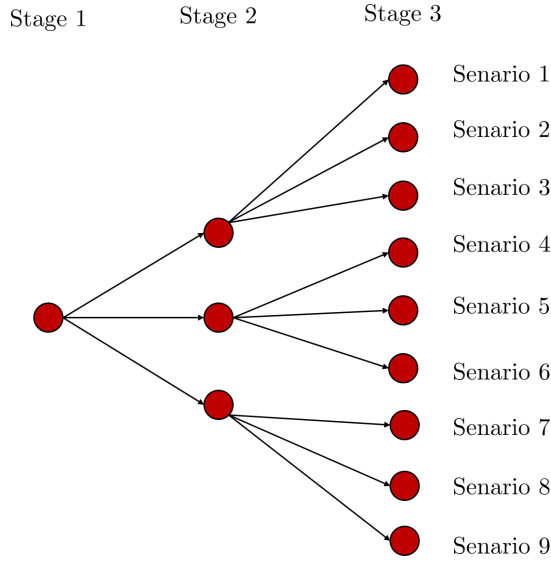 Stage 1
Stage 2
Stage 3
Senario 1
Senario 2
Senario 3
Senario 4
Senario 5
Senario 6
Senario 7
Senario 8
Senario 9